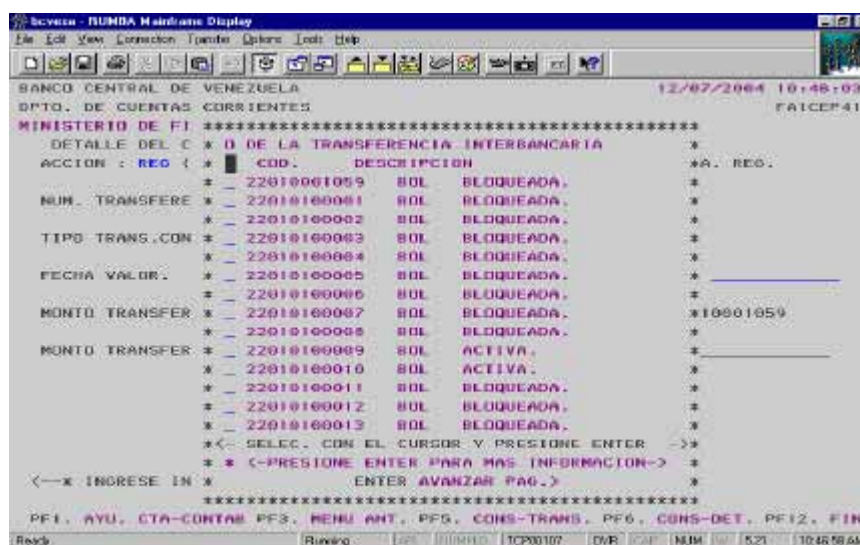 bcvecsa - RUMBA Mainframe Display
File Edit View Connection Transfer Options Tools Help
BANCO CENTRAL DE VENEZUELA 12/07/2004 10:46:03
DPTO. DE CUENTAS CORRIENTES FATCEP41
MINISTERIO DE FI *************************************************
DETALLE DEL C * O DE LA TRANSFERENCIA INTERBANCARIA *
ACCION : REG ( * COD. DESCRIPCION *A. REG.
* _ 22010001059 BOL BLOQUEADA. *
NUM. TRANSFERE * _ 22010100001 BOL BLOQUEADA. *
* _ 22010100002 BOL BLOQUEADA. *
TIPO TRANS.CON * _ 22010100003 BOL BLOQUEADA. *
* _ 22010100004 BOL BLOQUEADA. *
FECHA VALOR. * _ 22010100005 BOL BLOQUEADA. *
* _ 22010100006 BOL BLOQUEADA. *
MONTO TRANSFER * _ 22010100007 BOL BLOQUEADA. *10001059
* _ 22010100008 BOL BLOQUEADA. *
MONTO TRANSFER * _ 22010100009 BOL ACTIVA. *
* _ 22010100010 BOL ACTIVA. *
* _ 22010100011 BOL BLOQUEADA. *
* _ 22010100012 BOL BLOQUEADA. *
* _ 22010100013 BOL BLOQUEADA. *
*<- SELEC. CON EL CURSOR Y PRESIONE ENTER ->*
* * <-PRESIONE ENTER PARA MAS INFORMACION-> *
<--* INGRESE IN * ENTER AVANZAR PAG.> *
*************************************************
PF1. AYU. CTA-CONTAB PF3. MENU ANT. PF5. CONS-TRANS. PF6. CONS-DET. PF12. FIN
Ready Running TCP00107 OVR CAP NUM 5,21 10:46:58 AM